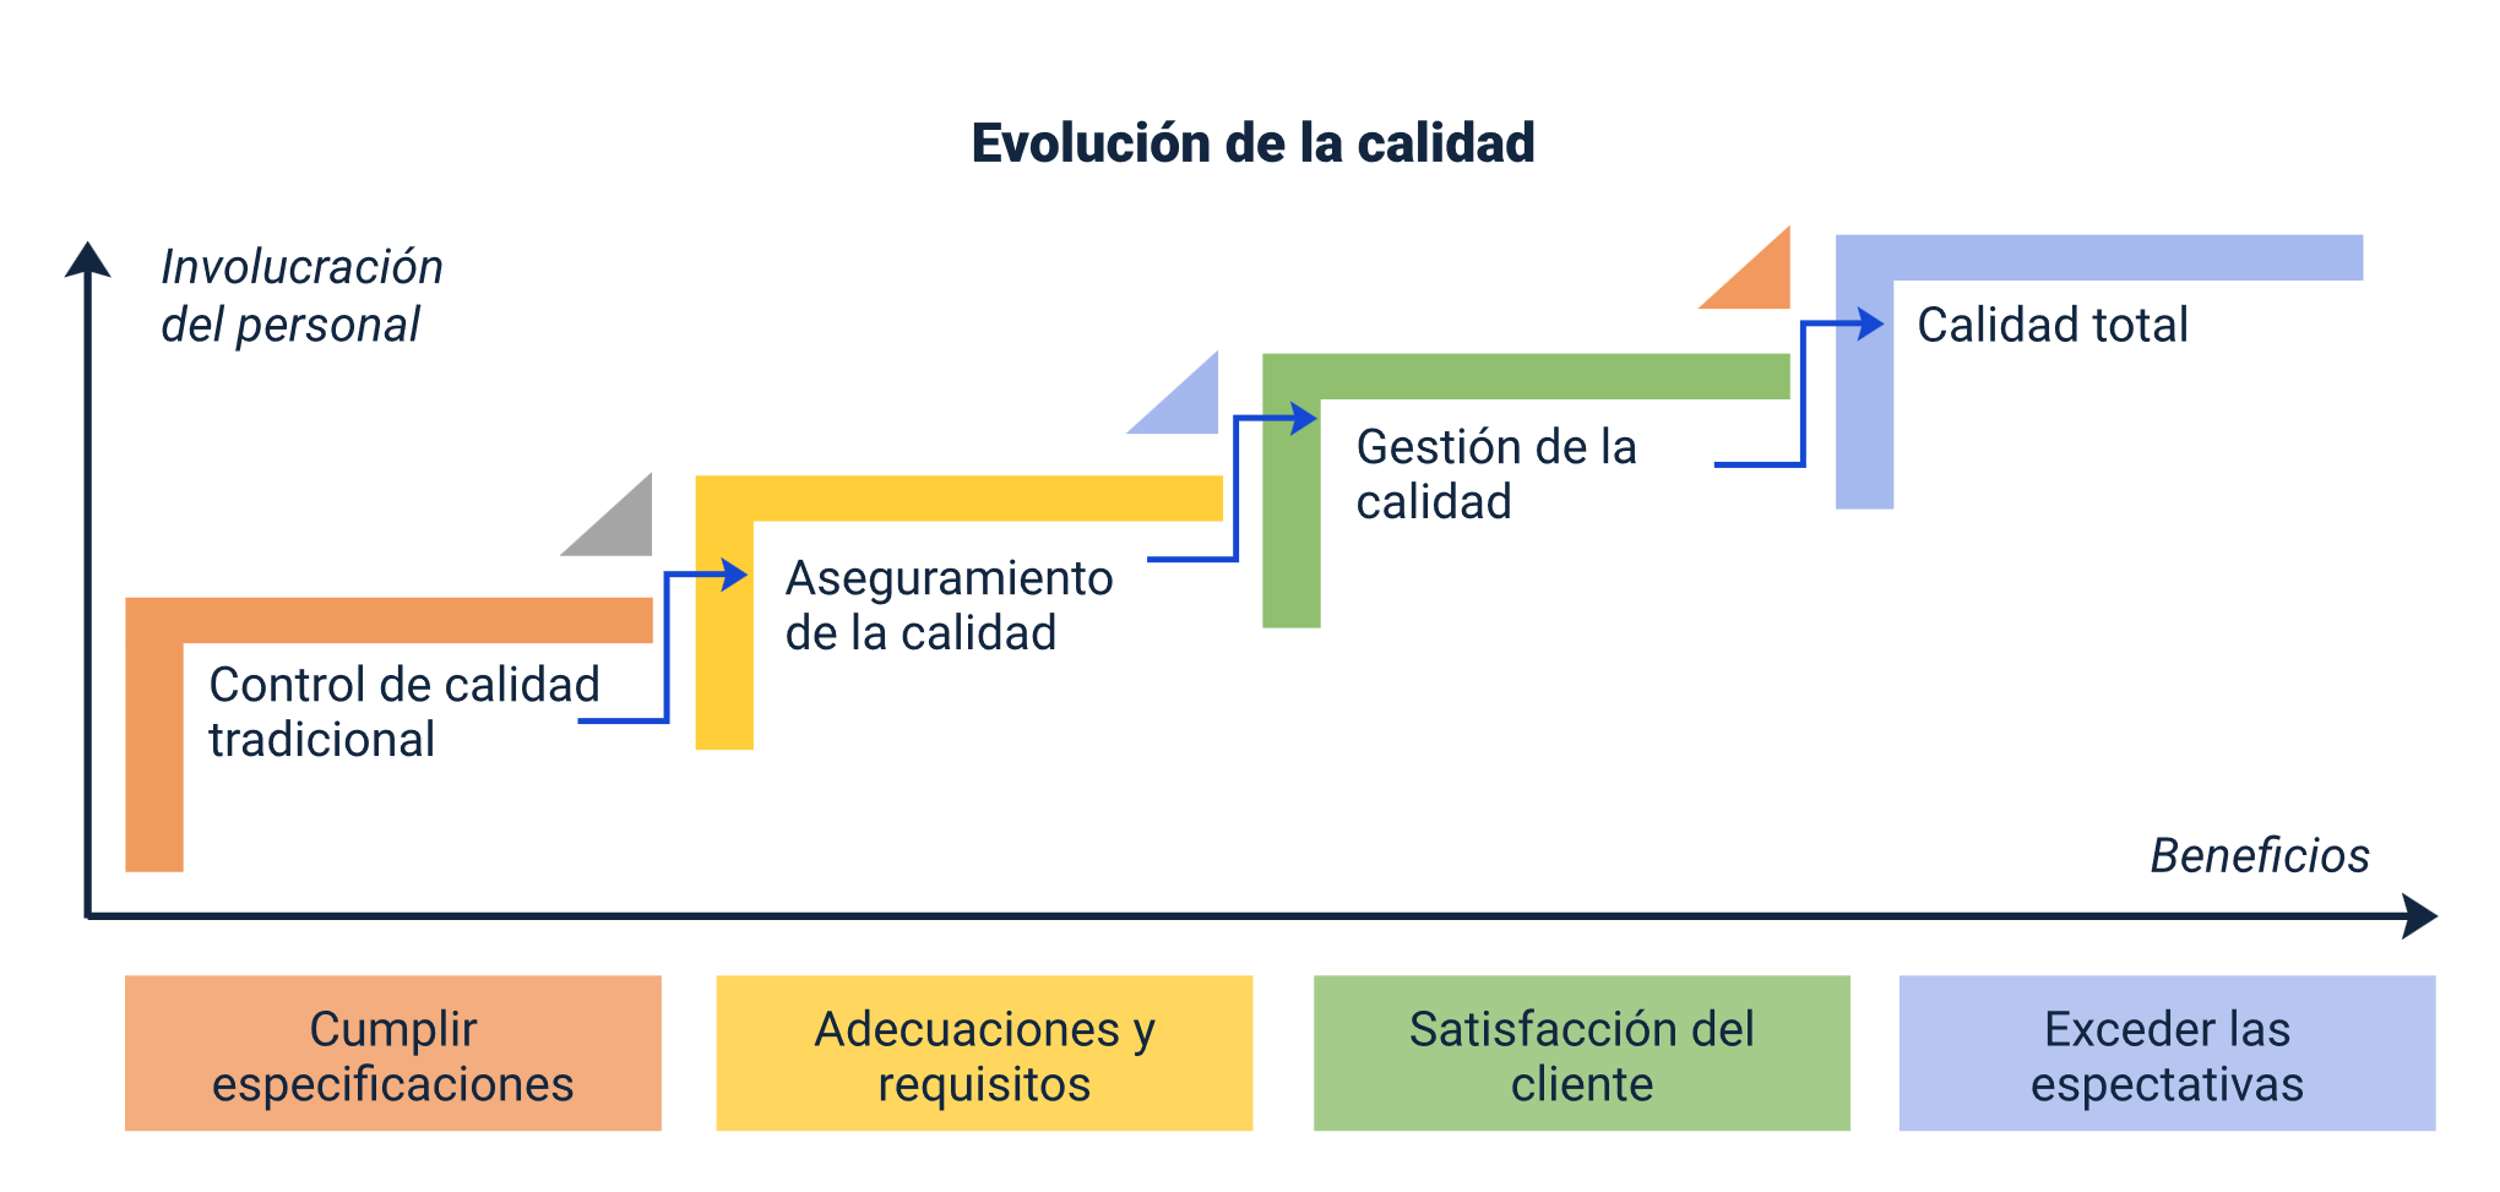 Evolución de la calidad
Involucración
del personal
Calidad total
Gestión de la
calidad
Aseguramiento
de la calidad
Control de calidad
tradicional
Beneficios
Cumplir
especificaciones
Adecuaciones y
requisitos
Satisfacción del
cliente
Exceder las
espectativas